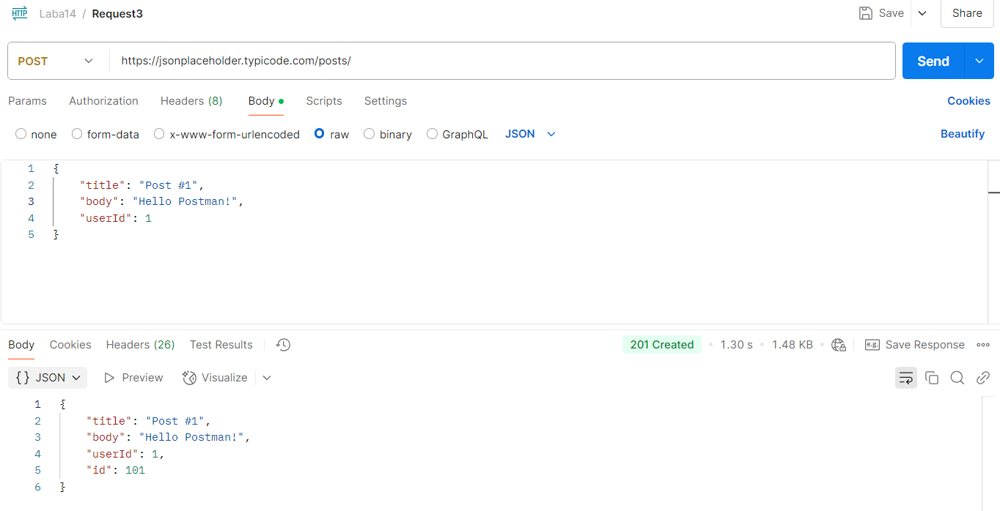 HTTP Laba14 / Request3 Save Share
POST https://jsonplaceholder.typicode.com/posts/ Send
Params Authorization Headers (8) Body Scripts Settings Cookies
none form-data x-www-form-urlencoded raw binary GraphQL JSON Beautify
1 {
2 "title": "Post #1",
3 "body": "Hello Postman!",
4 "userId": 1
5 }
Body Cookies Headers (26) Test Results 201 Created 1.30 s 1.48 KB e.g. Save Response
{} JSON Preview Visualize
1 {
2 "title": "Post #1",
3 "body": "Hello Postman!",
4 "userId": 1,
5 "id": 101
6 }